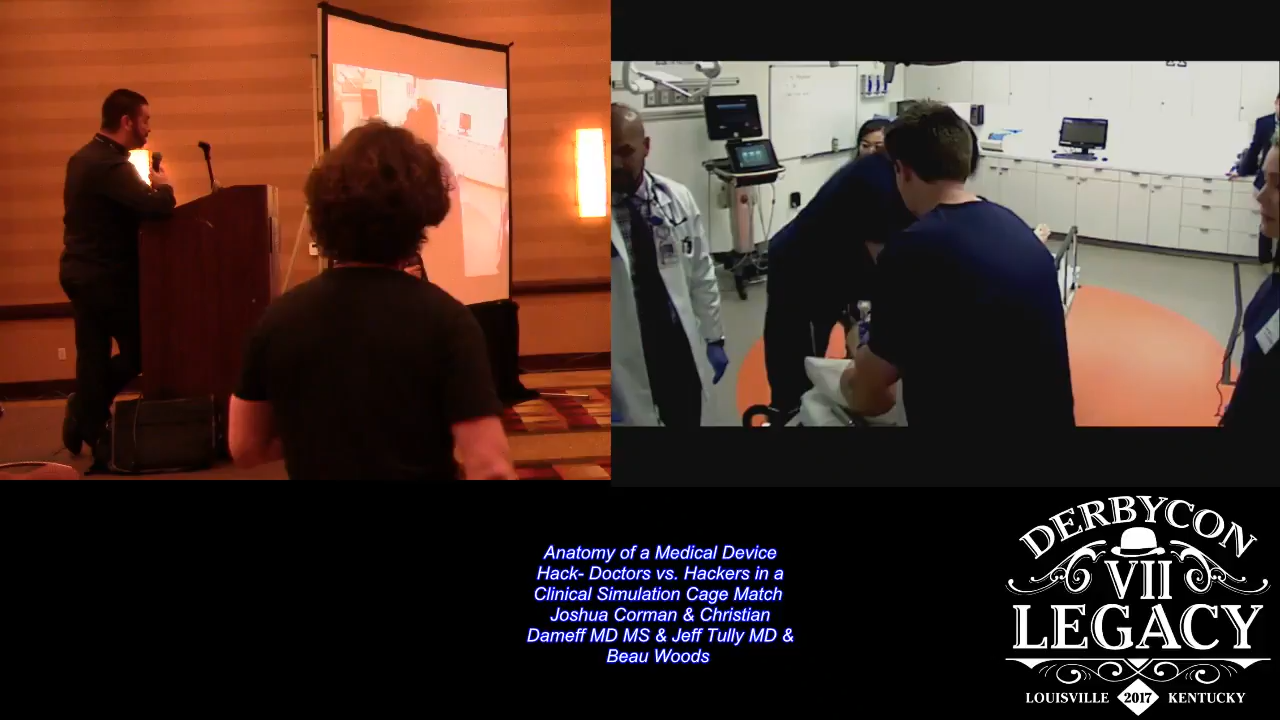 Anatomy of a Medical Device
Hack- Doctors vs. Hackers in a
Clinical Simulation Cage Match
Joshua Corman & Christian
Dameff MD MS & Jeff Tully MD &
Beau Woods
DERBYCON
VII
LEGACY
LOUISVILLE 2017 KENTUCKY